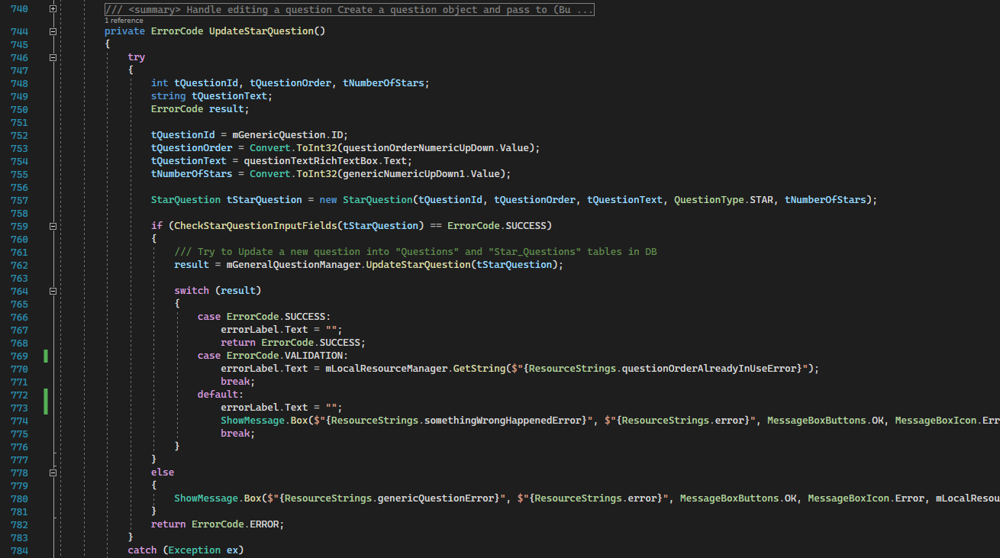 740 /// <summary> Handle editing a question Create a question object and pass to (Bu ...
1 reference
744 private ErrorCode UpdateStarQuestion()
745 {
746 try
747 {
748 int tQuestionId, tQuestionOrder, tNumberOfStars;
749 string tQuestionText;
750 ErrorCode result;
751
752 tQuestionId = mGenericQuestion.ID;
753 tQuestionOrder = Convert.ToInt32(questionOrderNumericUpDown.Value);
754 tQuestionText = questionTextRichTextBox.Text;
755 tNumberOfStars = Convert.ToInt32(genericNumericUpDown1.Value);
756
757 StarQuestion tStarQuestion = new StarQuestion(tQuestionId, tQuestionOrder, tQuestionText, QuestionType.STAR, tNumberOfStars);
758
759 if (CheckStarQuestionInputFields(tStarQuestion) == ErrorCode.SUCCESS)
760 {
761 /// Try to Update a new question into "Questions" and "Star_Questions" tables in DB
762 result = mGeneralQuestionManager.UpdateStarQuestion(tStarQuestion);
763
764 switch (result)
765 {
766 case ErrorCode.SUCCESS:
767 errorLabel.Text = "";
768 return ErrorCode.SUCCESS;
769 case ErrorCode.VALIDATION:
770 errorLabel.Text = mLocalResourceManager.GetString($"{ResourceStrings.questionOrderAlreadyInUseError}");
771 break;
772 default:
773 errorLabel.Text = "";
774 ShowMessage.Box($"{ResourceStrings.somethingWrongHappenedError}", $"{ResourceStrings.error}", MessageBoxButtons.OK, MessageBoxIcon.Err
775 break;
776 }
777 }
778 else
779 {
780 ShowMessage.Box($"{ResourceStrings.genericQuestionError}", $"{ResourceStrings.error}", MessageBoxButtons.OK, MessageBoxIcon.Error, mLocalResou
781 }
782 return ErrorCode.ERROR;
783 }
784 catch (Exception ex)